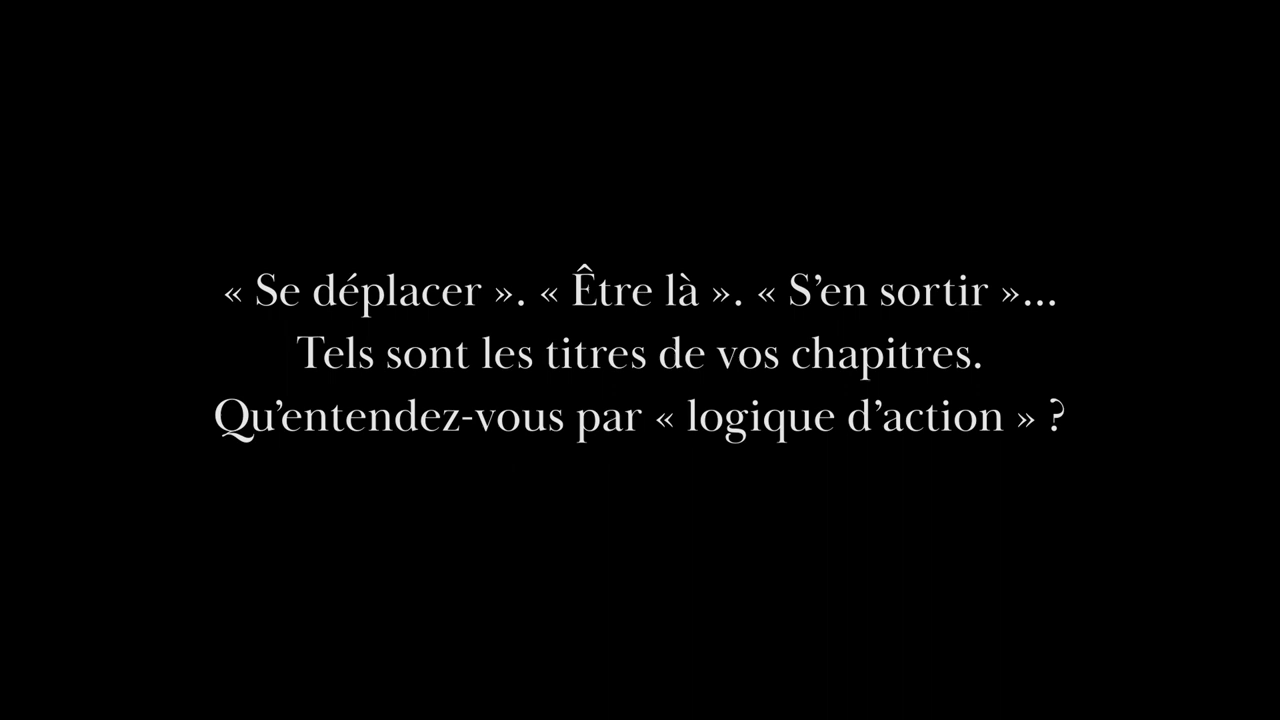 « Se déplacer ». « Être là ». « S’en sortir »...
Tels sont les titres de vos chapitres.
Qu’entendez-vous par « logique d’action » ?